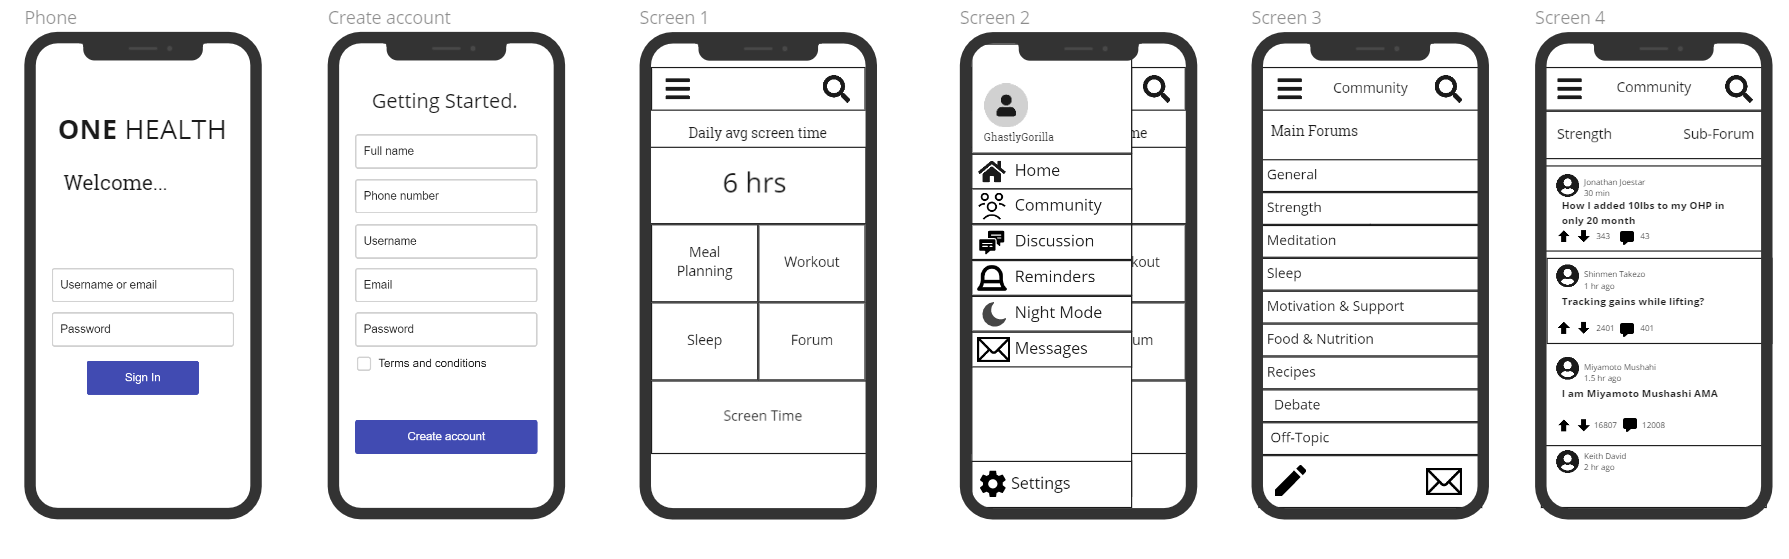 Phone
ONE HEALTH
Welcome...
Username or email
Password
Sign In
Create account
Getting Started.
Full name
Phone number
Username
Email
Password
Terms and conditions
Create account
Screen 1
Daily avg screen time
6 hrs
Meal
Planning
Workout
Sleep
Forum
Screen Time
Screen 2
GhastlyGorilla
Home
Community
Discussion
Reminders
Night Mode
Messages
Settings
me
kout
um
Screen 3
Community
Main Forums
General
Strength
Meditation
Sleep
Motivation & Support
Food & Nutrition
Recipes
Debate
Off-Topic
Screen 4
Community
Strength Sub-Forum
Jonathan Joestar
30 min
How I added 10lbs to my OHP in
only 20 month
343 43
Shinmen Takezo
1 hr ago
Tracking gains while lifting?
2401 401
Miyamoto Mushahi
1.5 hr ago
I am Miyamoto Mushashi AMA
16807 12008
Keith David
2 hr ago